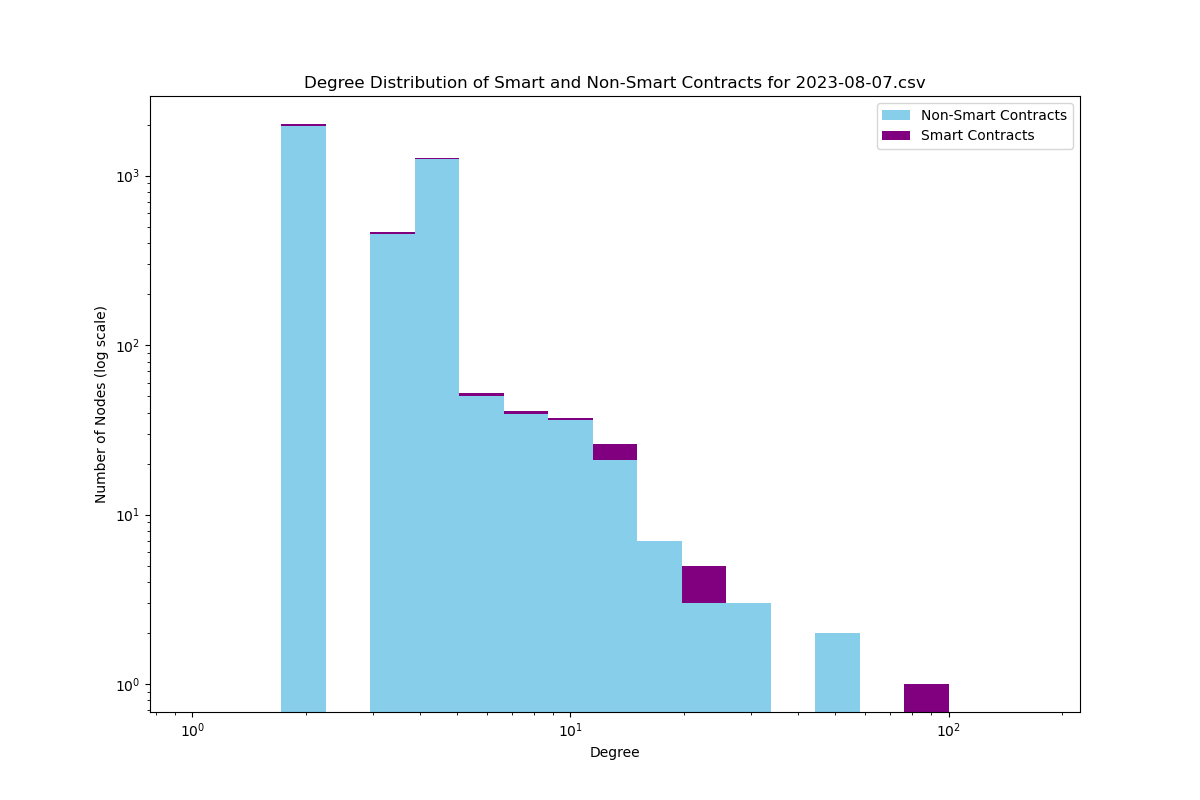 Degree Distribution of Smart and Non-Smart Contracts for 2023-08-07.csv
Non-Smart Contracts
Smart Contracts
Number of Nodes (log scale)
10³
10²
10¹
10⁰
10⁰ 10¹ 10²
Degree